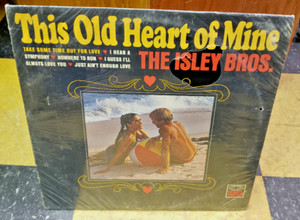 This Old Heart of Mine
TAKE SOME TIME OUT FOR LOVE ♥ I HEAR A
SYMPHONY ♥ NOWHERE TO RUN ♥ I GUESS I'LL
ALWAYS LOVE YOU ♥ JUST AIN'T ENOUGH LOVE
THE ISLEY BROS.